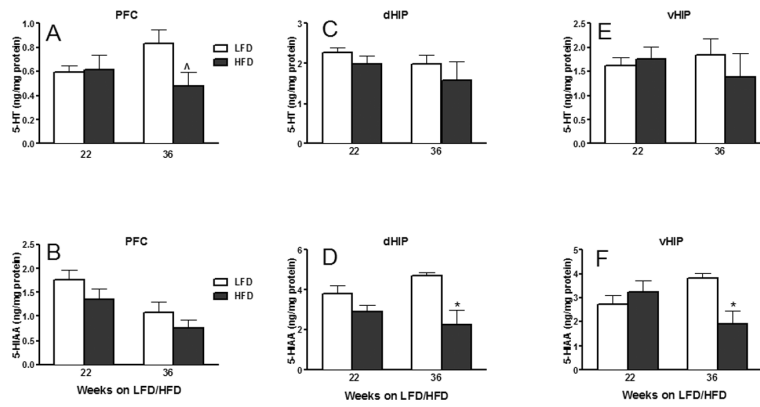 A
PFC
5-HT (ng/mg protein)
1.0
0.8
0.6
0.4
0.2
0.0
LFD
HFD
^
22
36
C
dHIP
5-HT (ng/mg protein)
3
2
1
0
22
36
E
vHIP
5-HT (ng/mg protein)
2.5
2.0
1.5
1.0
0.5
0.0
22
36
B
PFC
5-HIAA (ng/mg protein)
2.5
2.0
1.5
1.0
0.5
0.0
LFD
HFD
22
36
Weeks on LFD/HFD
D
dHIP
5-HIAA (ng/mg protein)
6
4
2
0
*
22
36
Weeks on LFD/HFD
F
vHIP
5-HIAA (ng/mg protein)
5
4
3
2
1
0
*
22
36
Weeks on LFD/HFD